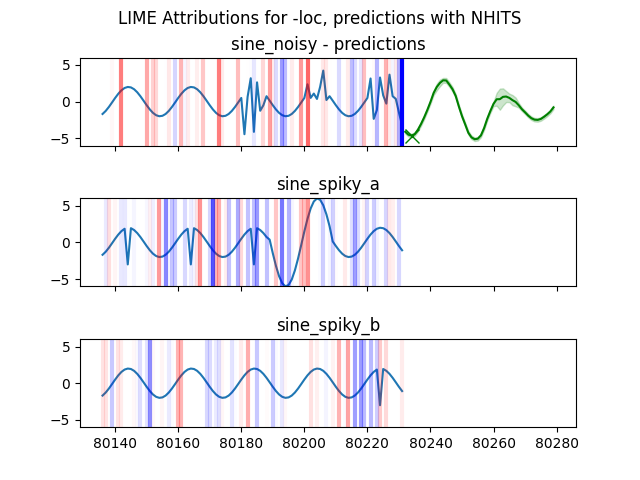 LIME Attributions for -loc, predictions with NHITS
sine_noisy - predictions
5
0
−5
sine_spiky_a
5
0
−5
sine_spiky_b
5
0
−5
80140 80160 80180 80200 80220 80240 80260 80280